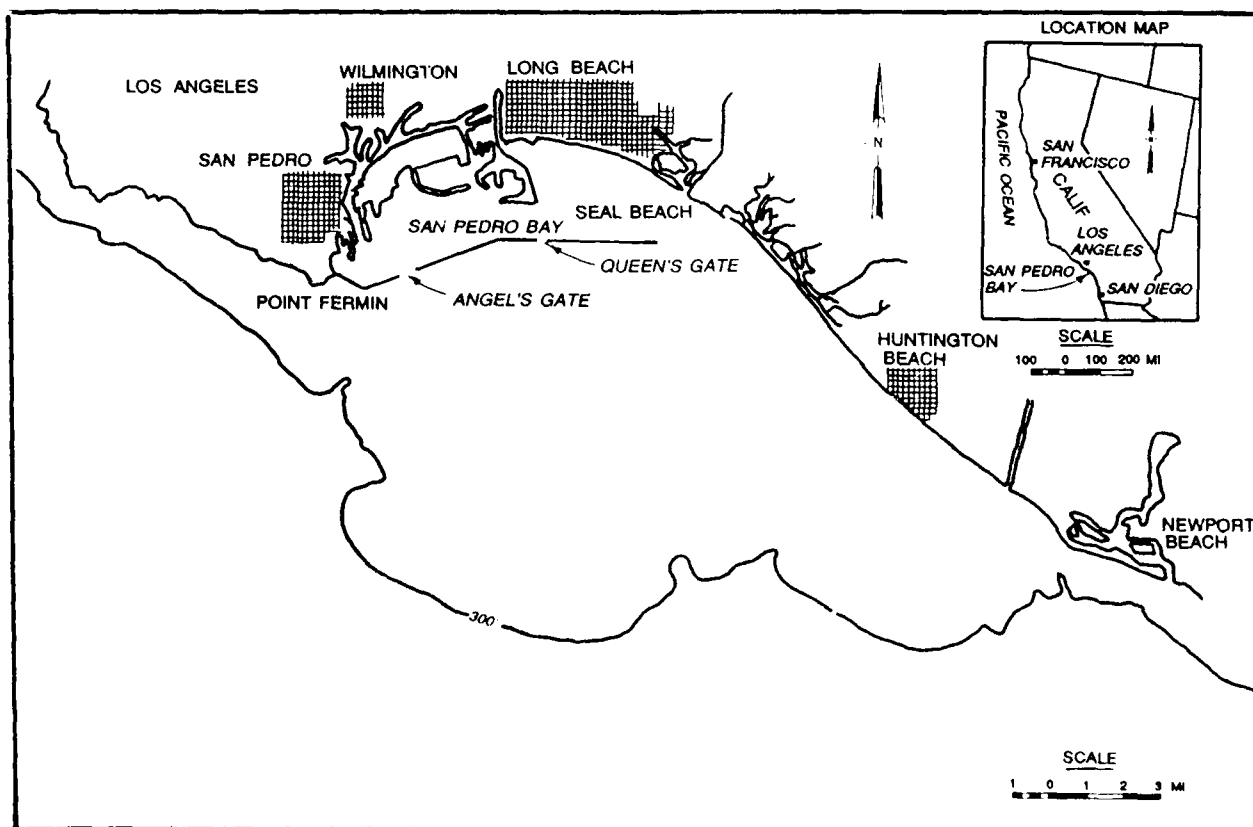 LOCATION MAP
LOS ANGELES
WILMINGTON
LONG BEACH
SAN PEDRO
N
SEAL BEACH
SAN PEDRO BAY
QUEEN'S GATE
ANGEL'S GATE
POINT FERMIN
HUNTINGTON
BEACH
NEWPORT
BEACH
300
PACIFIC OCEAN
SAN
FRANCISCO
CALIF
LOS
ANGELES
SAN PEDRO
BAY
SAN DIEGO
SCALE
100 0 100 200 MI
SCALE
1 0 1 2 3 MI